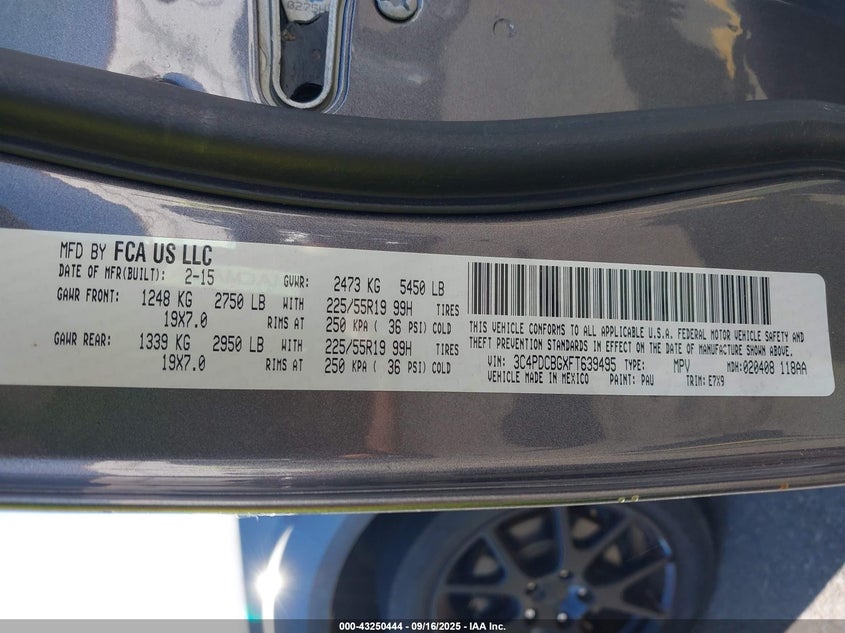 MFD BY FCA US LLC
DATE OF MFR(BUILT): 2-15 GVWR: 2473 KG 5450 LB
GAWR FRONT: 1248 KG 2750 LB WITH 225/55R19 99H TIRES
19X7.0 RIMS AT 250 KPA ( 36 PSI) COLD
GAWR REAR: 1339 KG 2950 LB WITH 225/55R19 99H TIRES
19X7.0 RIMS AT 250 KPA ( 36 PSI) COLD
THIS VEHICLE CONFORMS TO ALL APPLICABLE U.S.A. FEDERAL MOTOR VEHICLE SAFETY AND
THEFT PREVENTION STANDARDS IN EFFECT ON THE DATE OF MANUFACTURE SHOWN ABOVE.
VIN: 3C4PDCBGXFT639495 TYPE: MPV MDH:020408 118AA
VEHICLE MADE IN MEXICO PAINT: PAU TRIM: E7X9
000-43250444 - 09/16/2025 - IAA Inc.